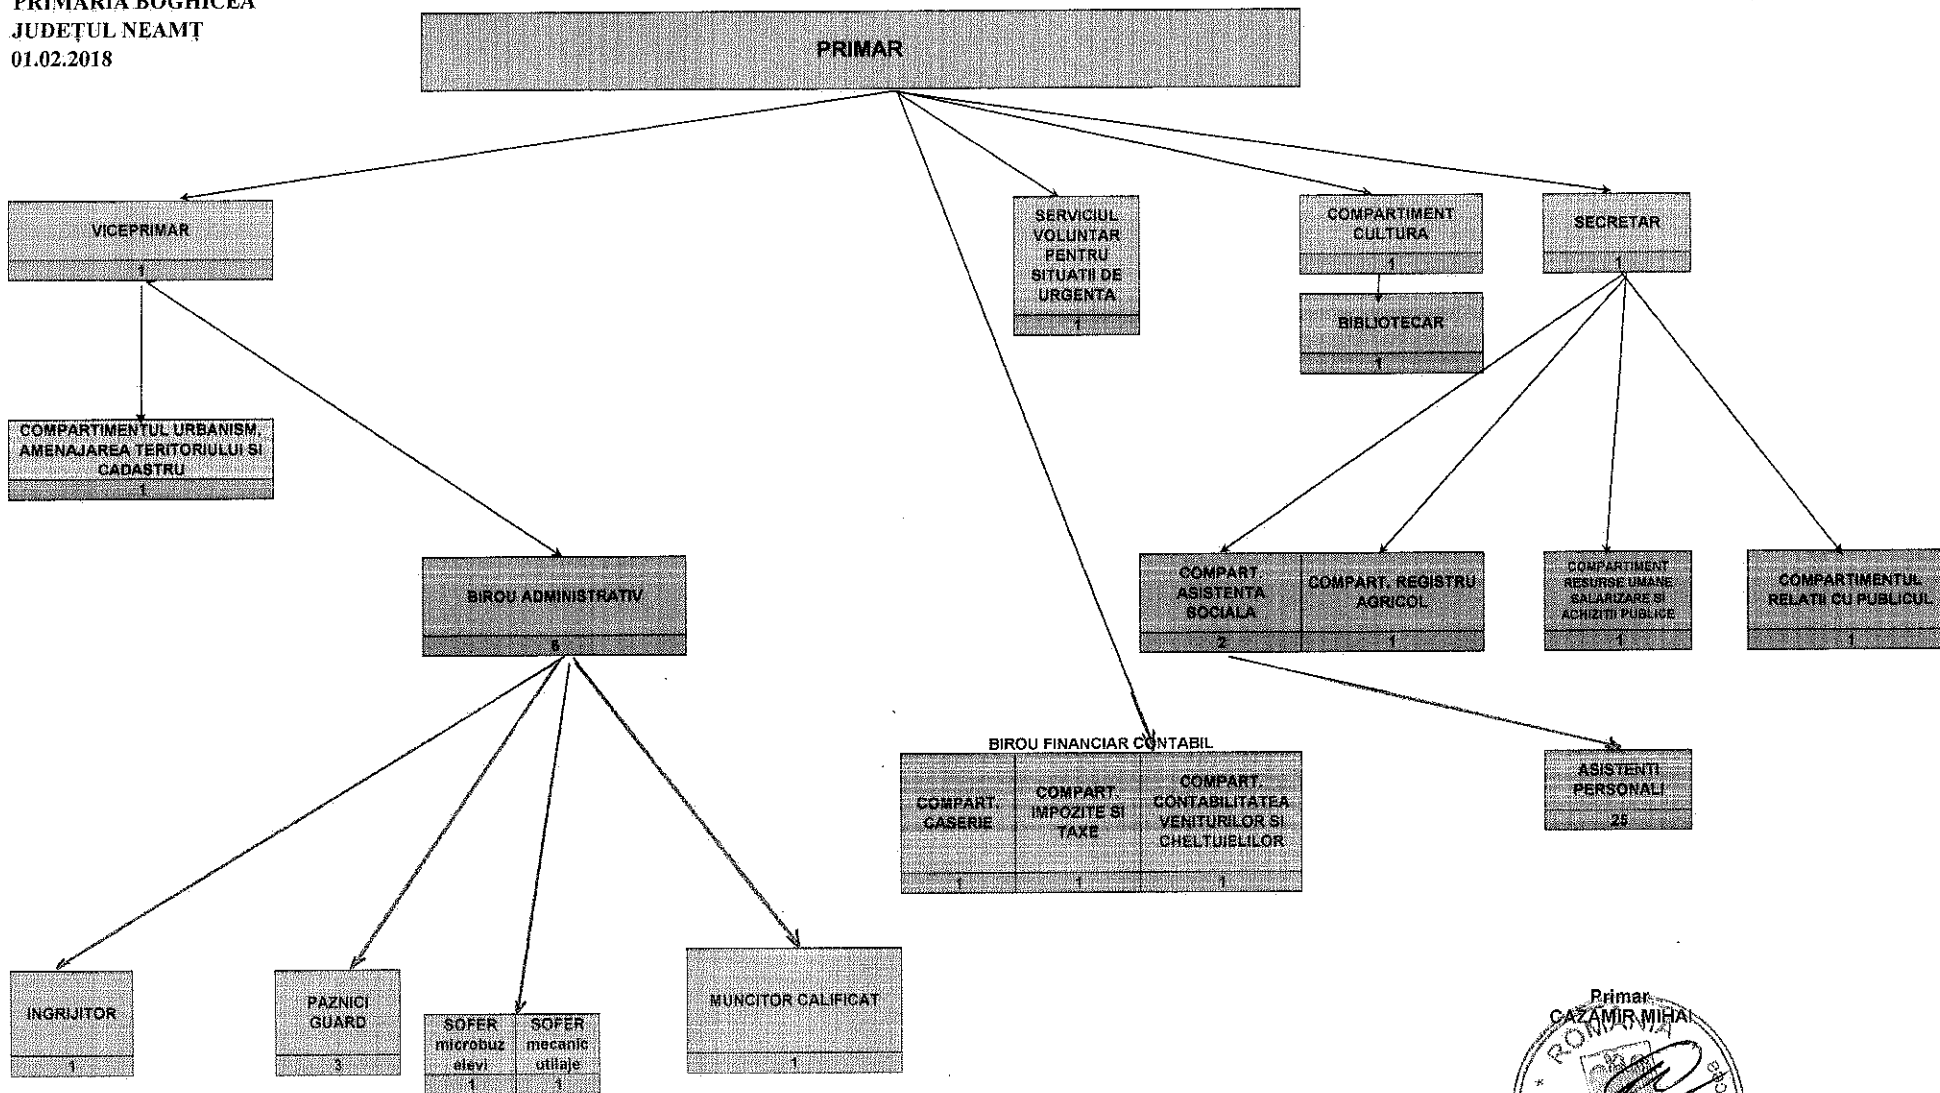 PRIMARIA BOGHICEA
JUDEȚUL NEAMȚ
01.02.2018
PRIMAR
VICEPRIMAR
1
SERVICIUL
VOLUNTAR
PENTRU
SITUATII DE
URGENTA
1
COMPARTIMENT
CULTURA
1
SECRETAR
1
BIBLIOTECAR
1
COMPARTIMENTUL URBANISM,
AMENAJAREA TERITORIULUI SI
CADASTRU
1
BIROU ADMINISTRATIV
COMPART.
ASISTENTA
SOCIALA
2
COMPART. REGISTRU
AGRICOL
1
COMPARTIMENT
RESURSE UMANE
SALARIZARE SI
ACHIZITII PUBLICE
1
COMPARTIMENTUL
RELATII CU PUBLICUL
1
BIROU FINANCIAR CONTABIL
COMPART.
CASERIE
1
COMPART.
IMPOZITE SI
TAXE
1
COMPART.
CONTABILITATEA
VENITURILOR SI
CHELTUIELILOR
1
ASISTENTI
PERSONALI
INGRIJITOR
1
PAZNICI
GUARD
3
SOFER
microbuz
elevi
1
SOFER
mecanic
utilaje
1
MUNCITOR CALIFICAT
1
Primar
CAZAMIR MIHAI
ROMANIA